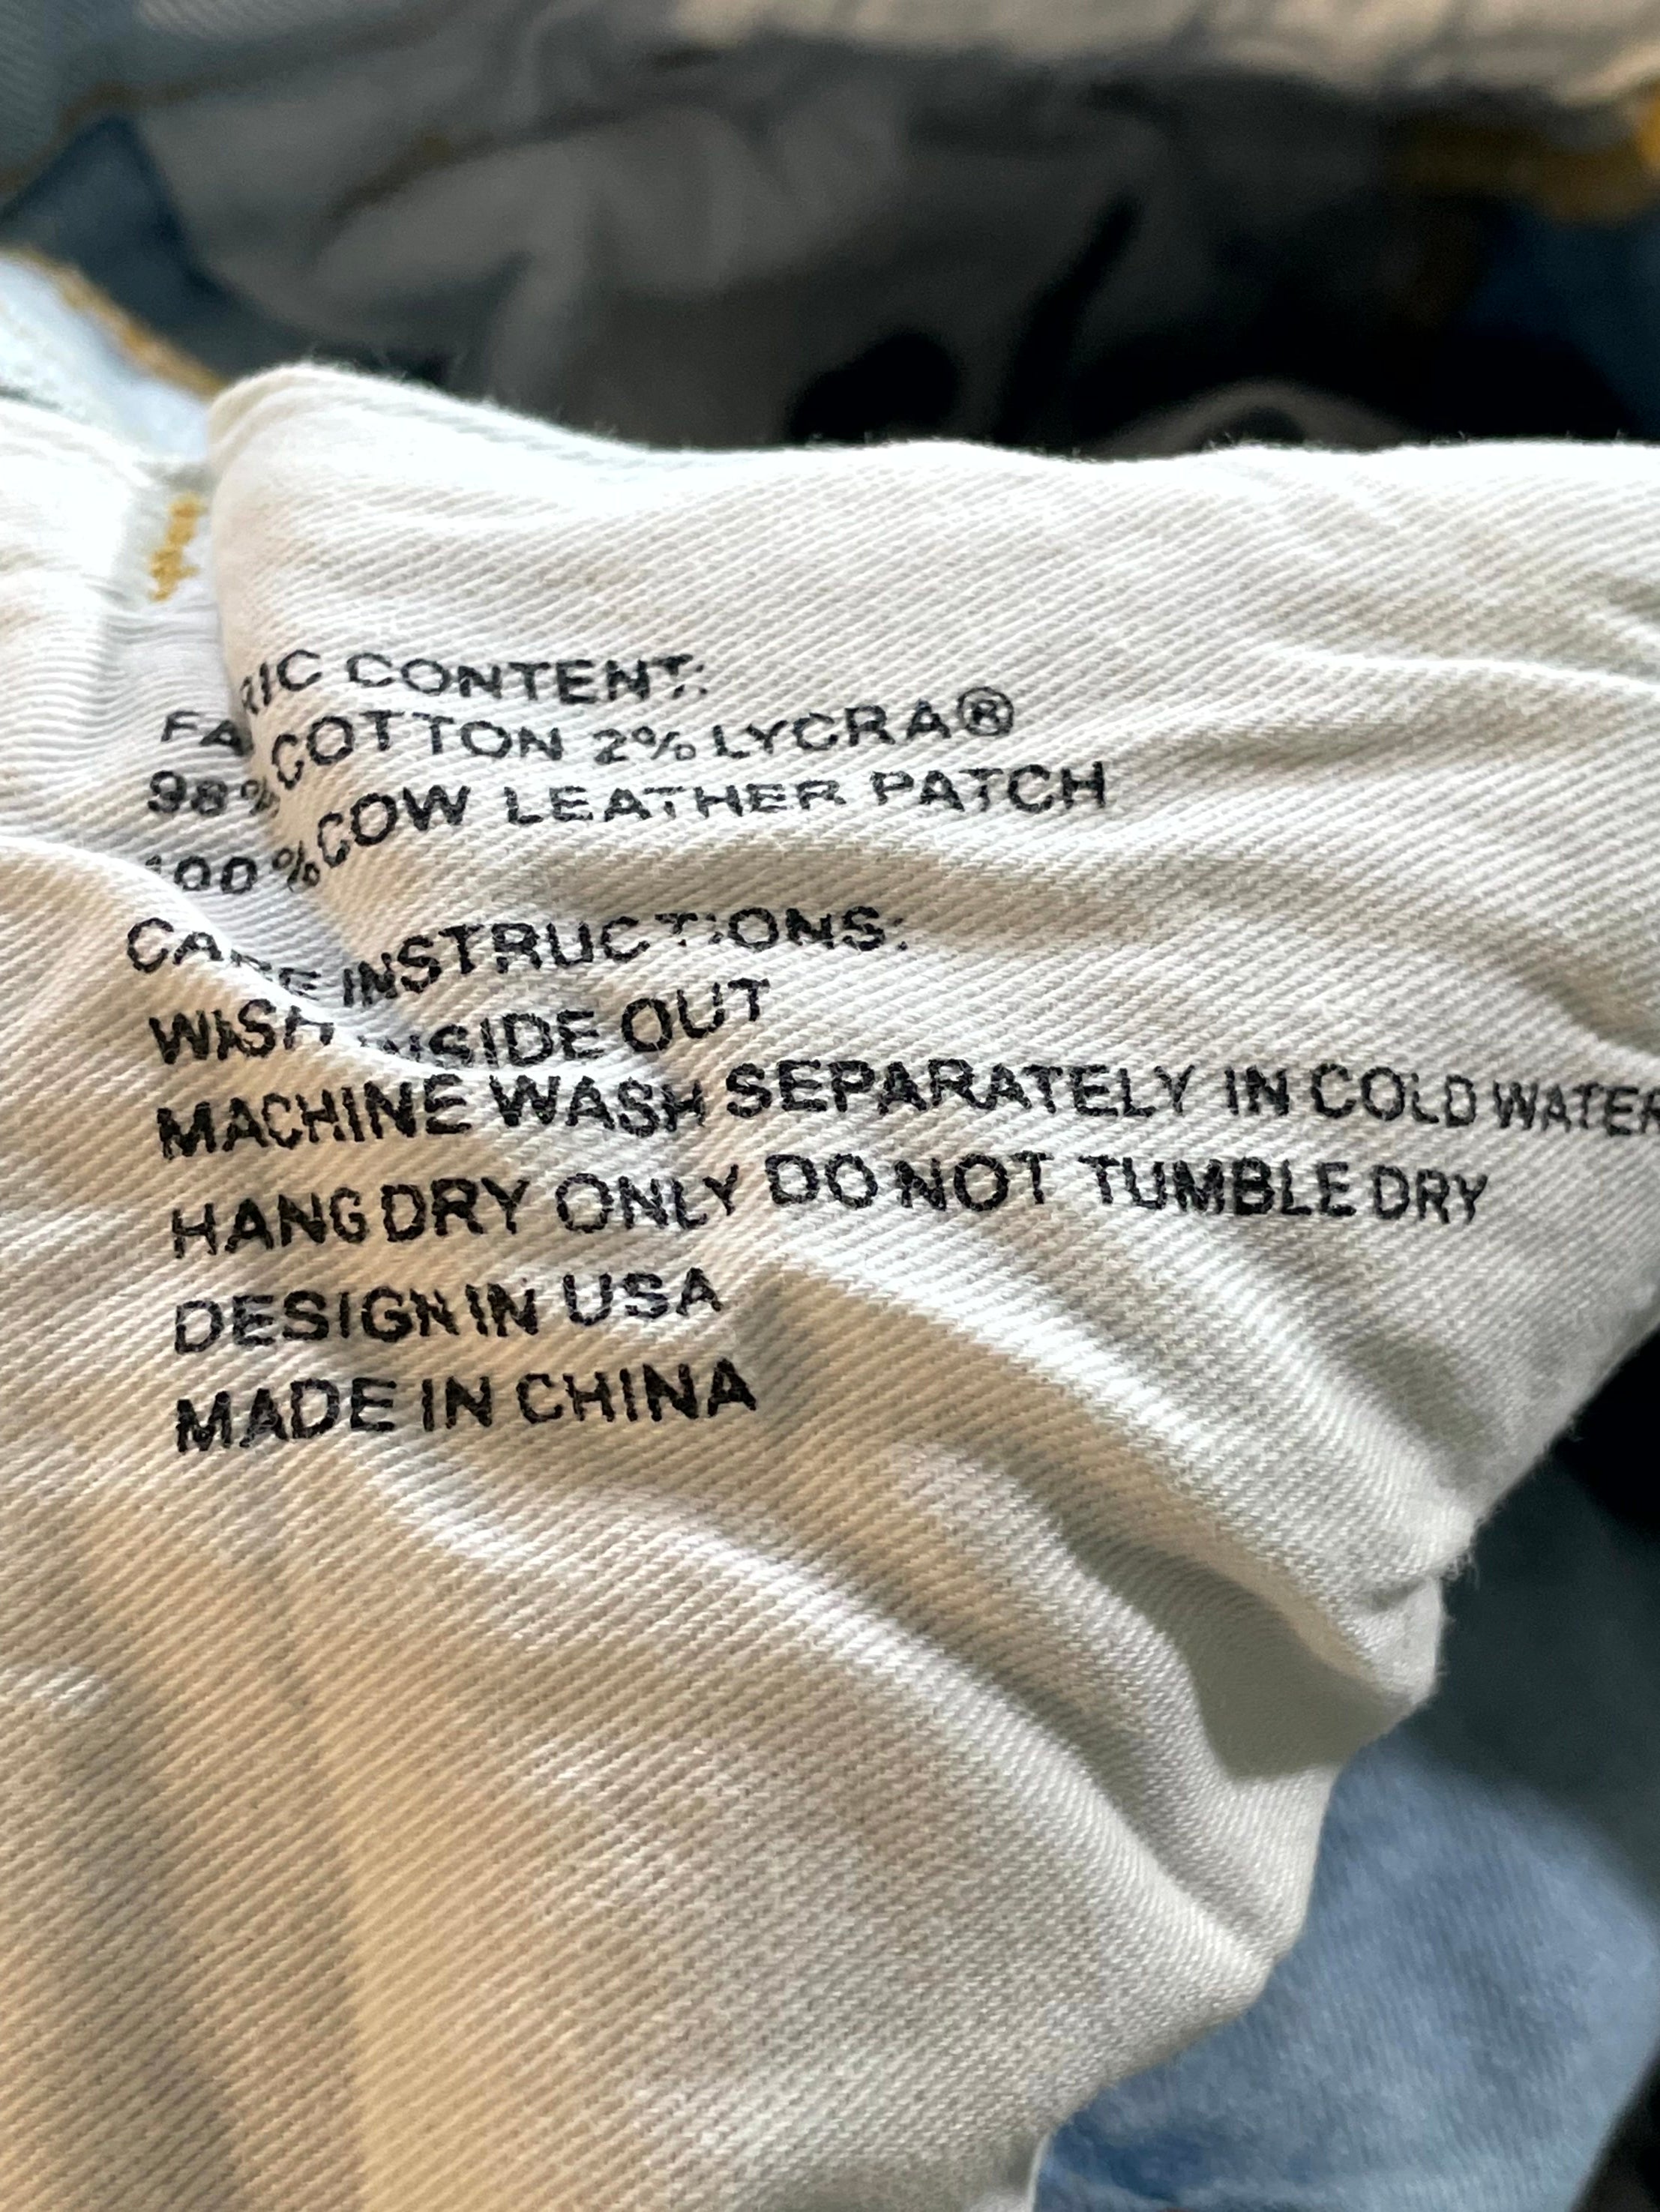 FABRIC CONTENT:
98% COTTON 2% LYCRA®
100% COW LEATHER PATCH
CARE INSTRUCTIONS:
WASH INSIDE OUT
MACHINE WASH SEPARATELY IN COLD WATER
HANG DRY ONLY DO NOT TUMBLE DRY
DESIGN IN USA
MADE IN CHINA